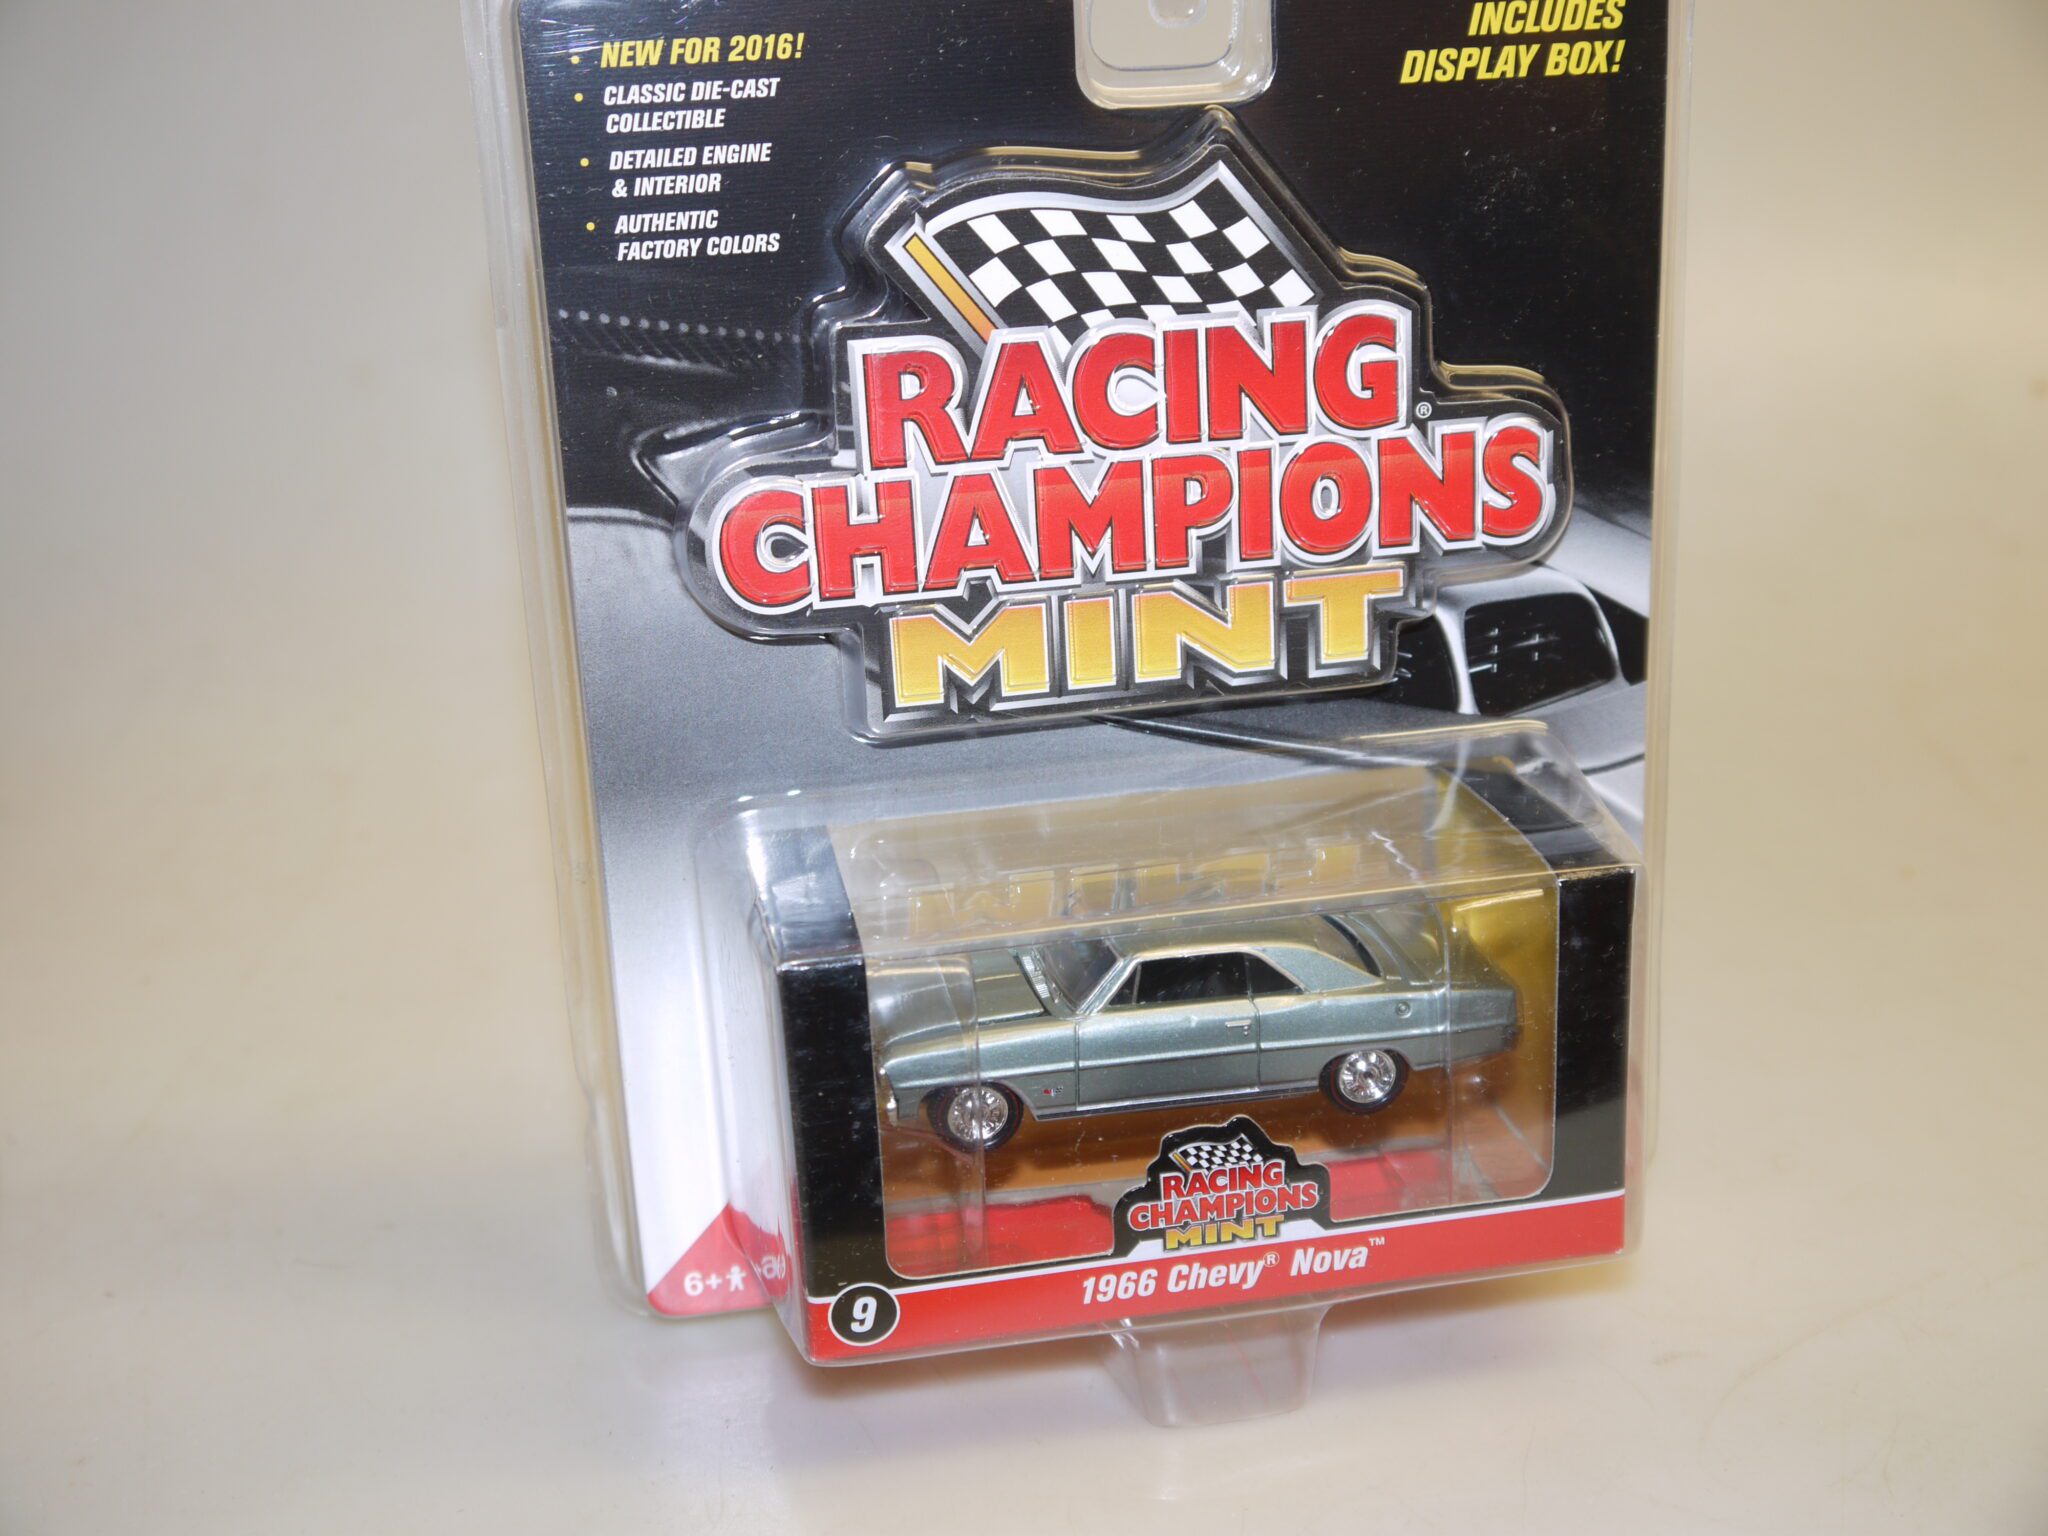 NEW FOR 2016!
CLASSIC DIE-CAST
COLLECTIBLE
DETAILED ENGINE
& INTERIOR
AUTHENTIC
FACTORY COLORS
INCLUDES
DISPLAY BOX!
RACING
CHAMPIONS®
MINT
MINT
RACING
CHAMPIONS
MINT
1966 Chevy® Nova™
9
6+